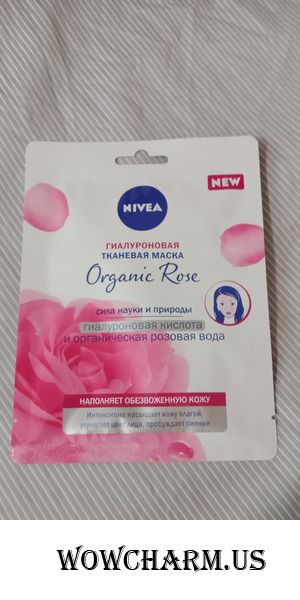 NEW
NIVEA
ГИАЛУРОНОВАЯ
ТКАНЕВАЯ МАСКА
Organic Rose
сила науки и природы
гиалуроновая кислота
и органическая розовая вода
НАПОЛНЯЕТ ОБЕЗВОЖЕННУЮ КОЖУ
Интенсивно насыщает кожу влагой,
улучшает цвет лица, пробуждает сияние
WOWCHARM.US